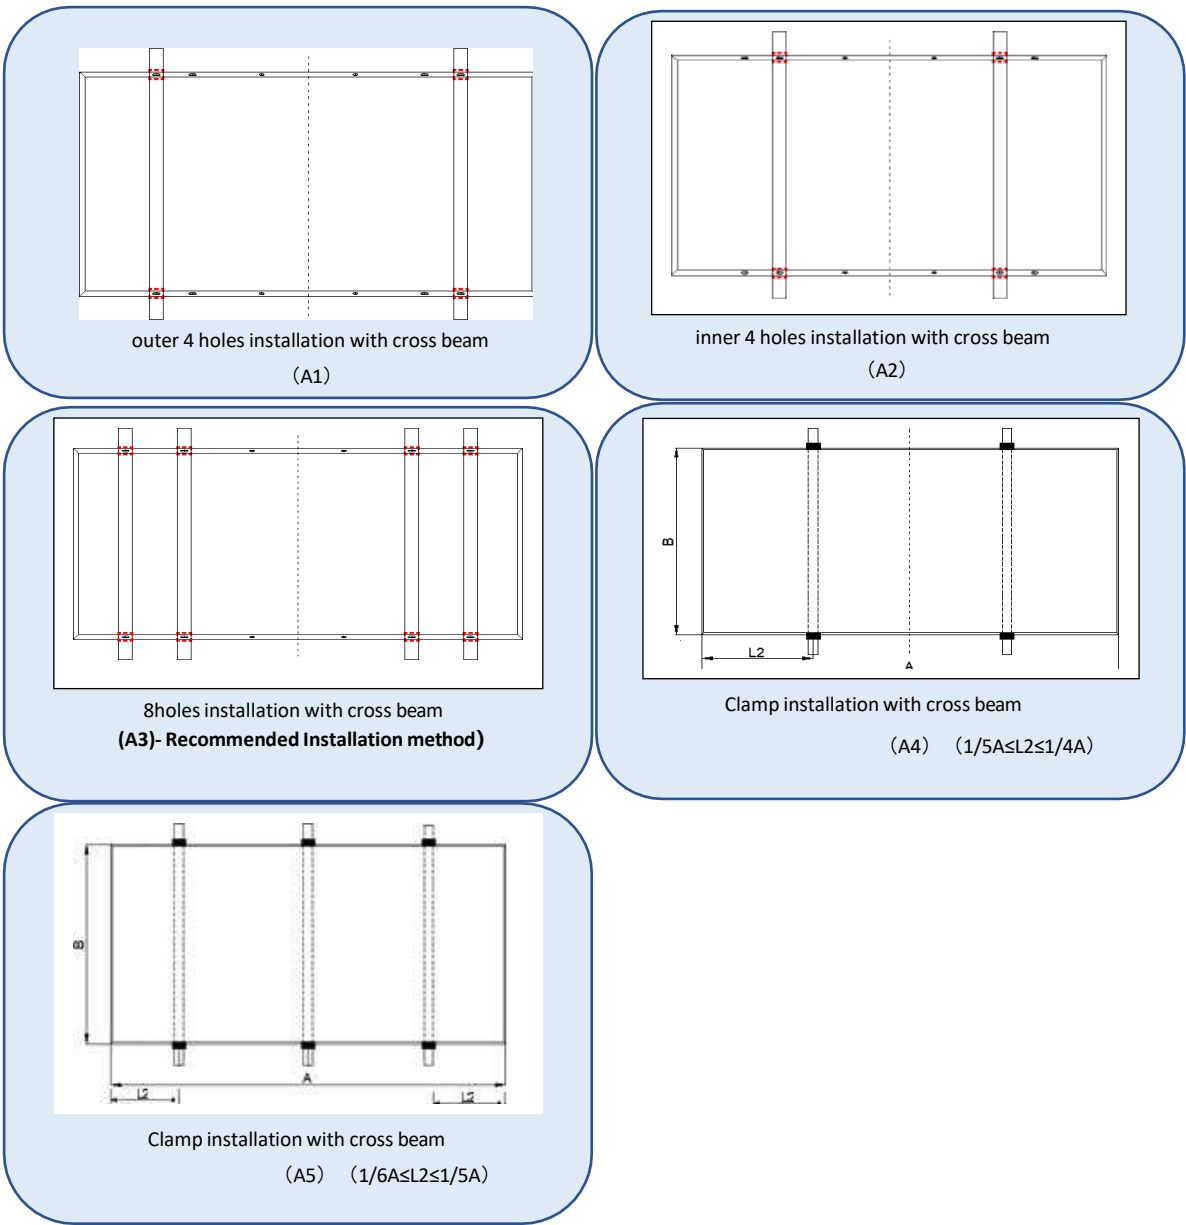 outer 4 holes installation with cross beam
（A1）
inner 4 holes installation with cross beam
（A2）
8holes installation with cross beam
(A3)- Recommended Installation method)
B
L2
A
Clamp installation with cross beam
（A4） （1/5A≤L2≤1/4A）
B
A
L2
L2
Clamp installation with cross beam
（A5） （1/6A≤L2≤1/5A）